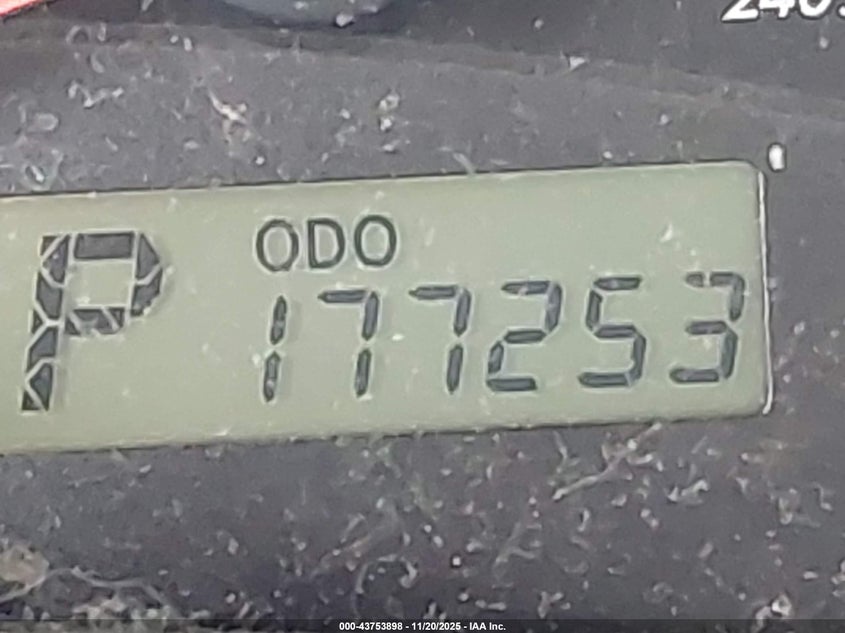 P ODO
177253
000-43753898 - 11/20/2025 - IAA Inc.